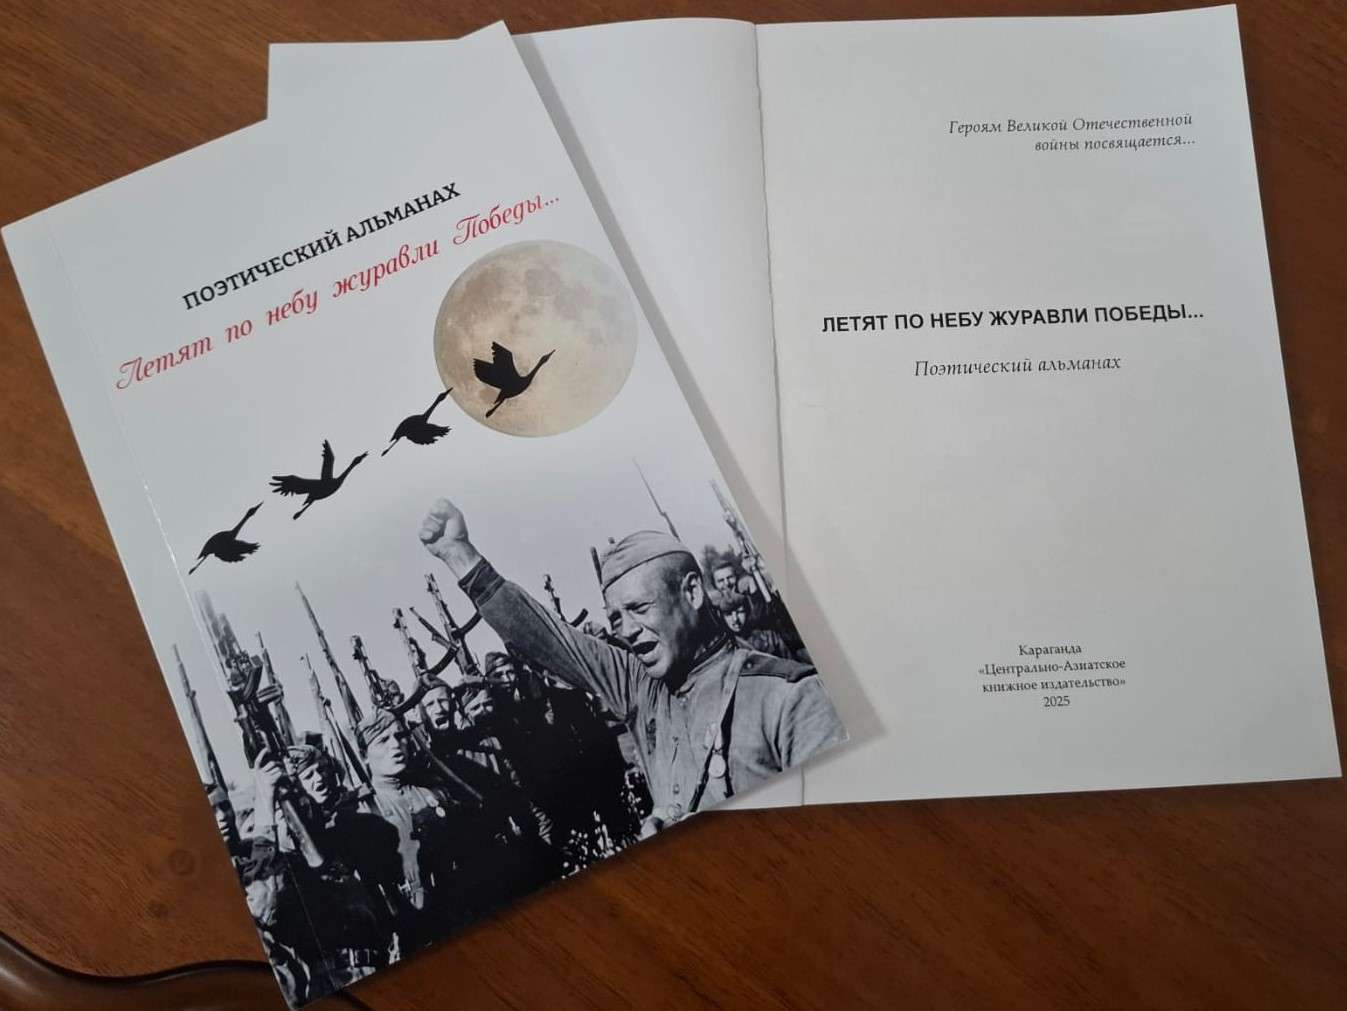 ПОЭТИЧЕСКИЙ АЛЬМАНАХ
Летят по небу журавли Победы...
Героям Великой Отечественной
войны посвящается...
ЛЕТЯТ ПО НЕБУ ЖУРАВЛИ ПОБЕДЫ...
Поэтический альманах
Караганда
«Центрально-Азиатское
книжное издательство»
2025